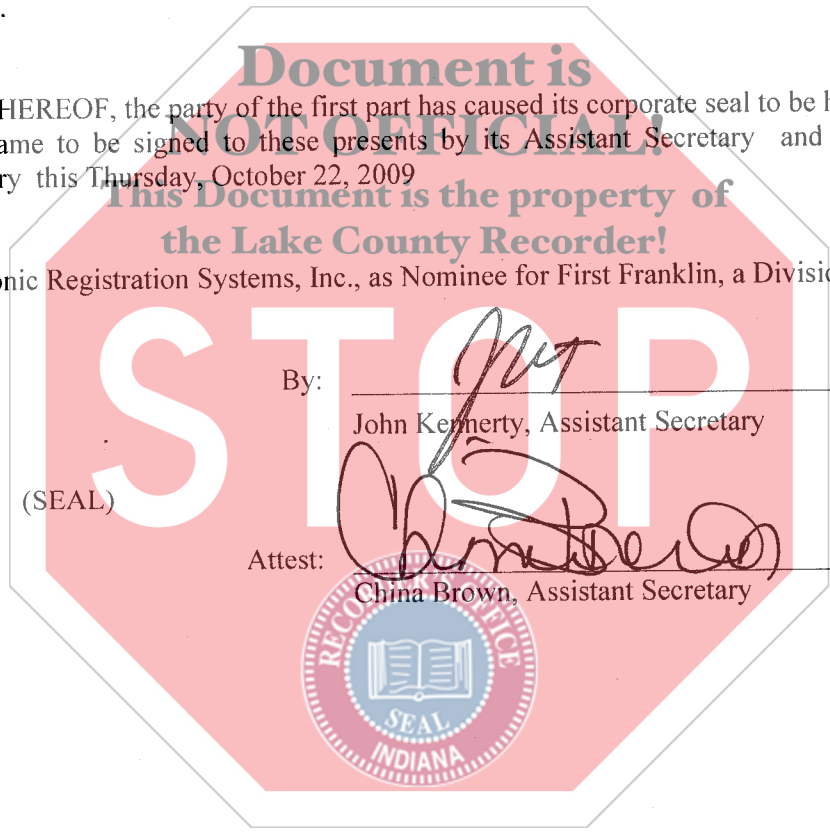 Document is
HEREOF, the party of the first part has caused its corporate seal to be h
ame to be signed to these presents by its Assistant Secretary and
NOT OFFICIAL!
ry this Thursday, October 22, 2009
This Document is the property of
the Lake County Recorder!
onic Registration Systems, Inc., as Nominee for First Franklin, a Divisio
STOP
By:
John Kennerty, Assistant Secretary
(SEAL)
Attest:
China Brown
China Brown, Assistant Secretary
RECORDER'S OFFICE
SEAL
INDIANA